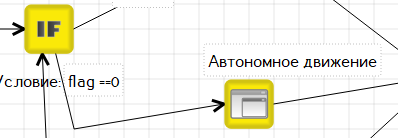 IF
Автономное движение
Условие: flag ==0